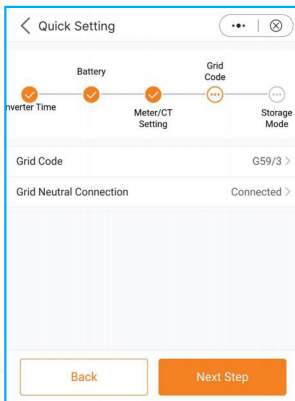 Quick Setting
Battery
Grid
Code
nverter Time
Meter/CT
Setting
Storage
Mode
Grid Code G59/3
Grid Neutral Connection Connected
Back Next Step